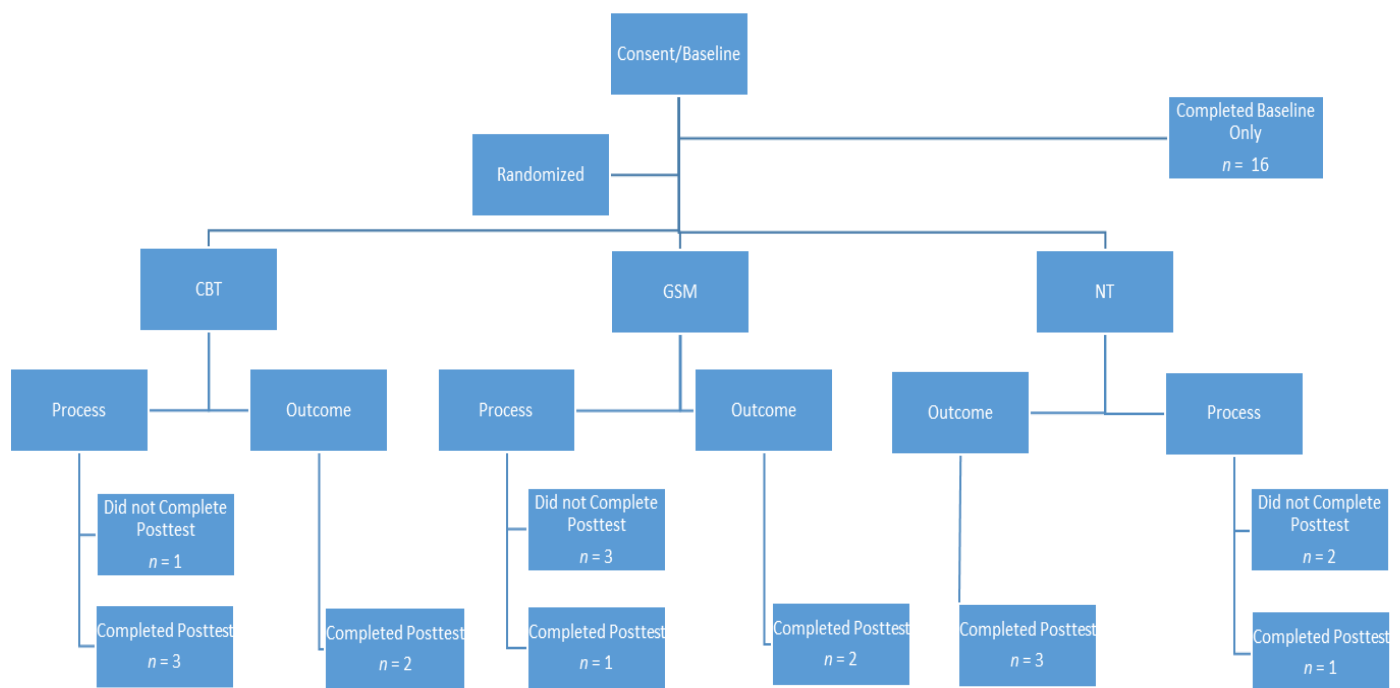 Consent/Baseline
Completed Baseline
Only
n = 16
Randomized
CBT
GSM
NT
Process
Outcome
Process
Outcome
Outcome
Process
Did not Complete
Posttest
n = 1
Did not Complete
Posttest
n = 3
Did not Complete
Posttest
n = 2
Completed Posttest
n = 3
Completed Posttest
n = 2
Completed Posttest
n = 1
Completed Posttest
n = 2
Completed Posttest
n = 3
Completed Posttest
n = 1